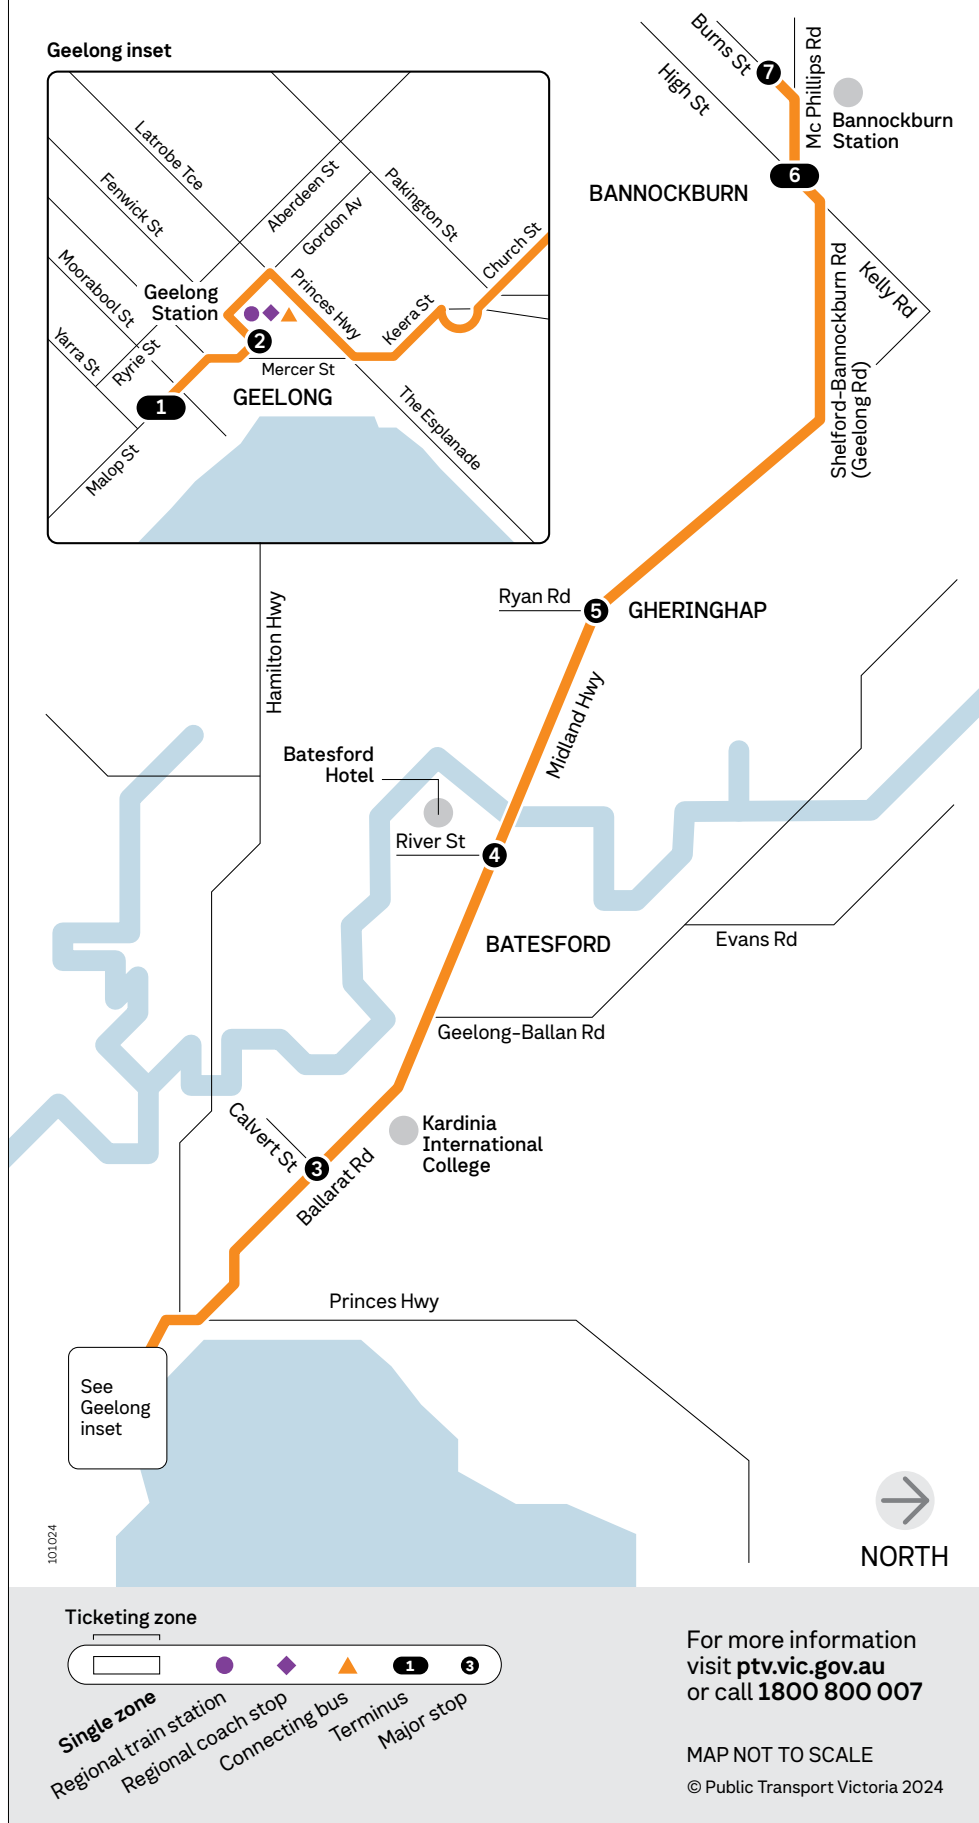 Geelong inset
Latrobe Tce
Fenwick St
Moorabool St
Yarra St
Ryrie St
Malop St
Aberdeen St
Gordon Av
Pakington St
Church St
Princes Hwy
Keera St
Geelong
Station
2
Mercer St
1
GEELONG
The Esplanade
Burns St
7
Mc Phillips Rd
High St
Bannockburn
Station
6
BANNOCKBURN
Kelly Rd
Shelford-Bannockburn Rd
(Geelong Rd)
Ryan Rd
5
GHERINGHAP
Hamilton Hwy
Midland Hwy
Batesford
Hotel
River St
4
BATESFORD
Evans Rd
Geelong-Ballan Rd
Calvert St
3
Ballarat Rd
Kardinia
International
College
Princes Hwy
See
Geelong
inset
NORTH
101024
Ticketing zone
1
3
Single zone
Regional train station
Regional coach stop
Connecting bus
Terminus
Major stop
For more information
visit ptv.vic.gov.au
or call 1800 800 007
MAP NOT TO SCALE
© Public Transport Victoria 2024